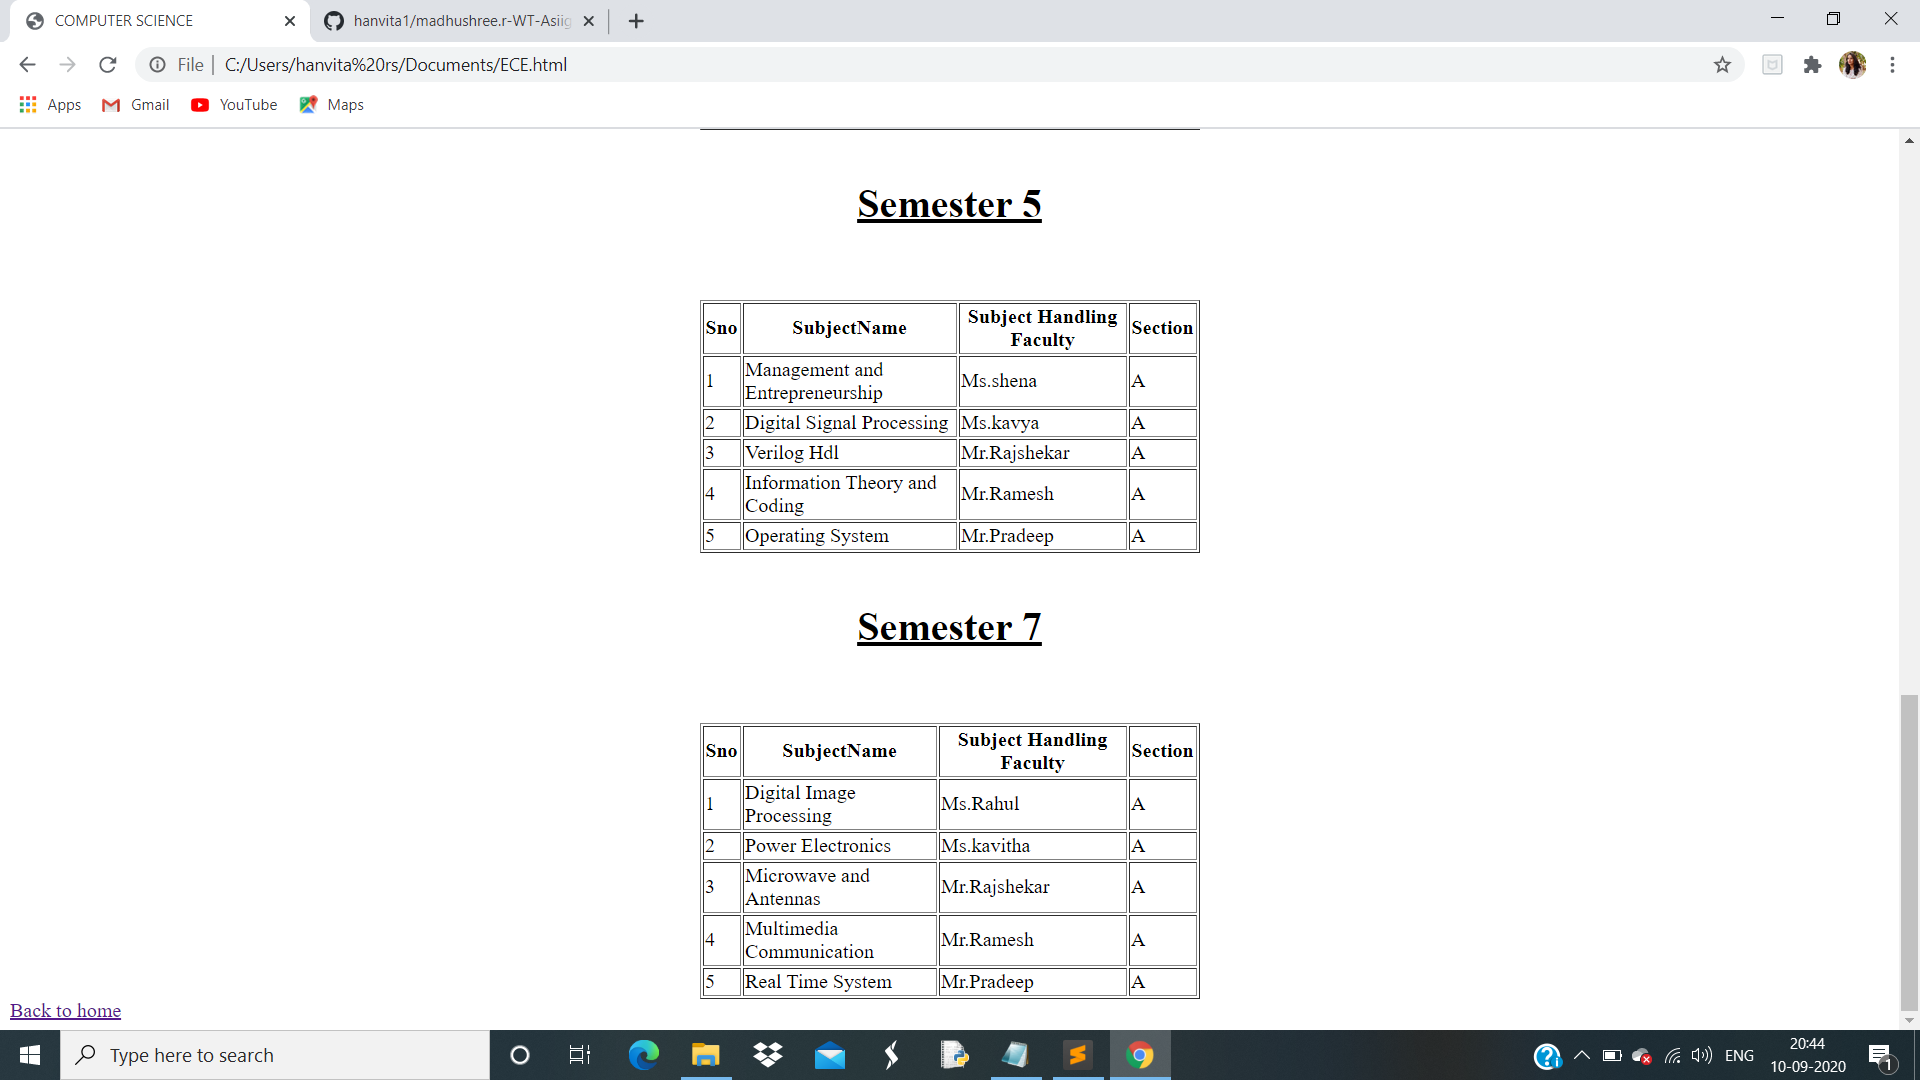 COMPUTER SCIENCE
hanvita1/madhushree.r-WT-Asiig
File | C:/Users/hanvita%20rs/Documents/ECE.html
Apps Gmail YouTube Maps
Semester 5
Sno SubjectName Subject Handling Faculty Section
1 Management and Entrepreneurship Ms.shena A
2 Digital Signal Processing Ms.kavya A
3 Verilog Hdl Mr.Rajshekar A
4 Information Theory and Coding Mr.Ramesh A
5 Operating System Mr.Pradeep A
Semester 7
Sno SubjectName Subject Handling Faculty Section
1 Digital Image Processing Ms.Rahul A
2 Power Electronics Ms.kavitha A
3 Microwave and Antennas Mr.Rajshekar A
4 Multimedia Communication Mr.Ramesh A
5 Real Time System Mr.Pradeep A
Back to home
Type here to search
ENG
20:44
10-09-2020
1